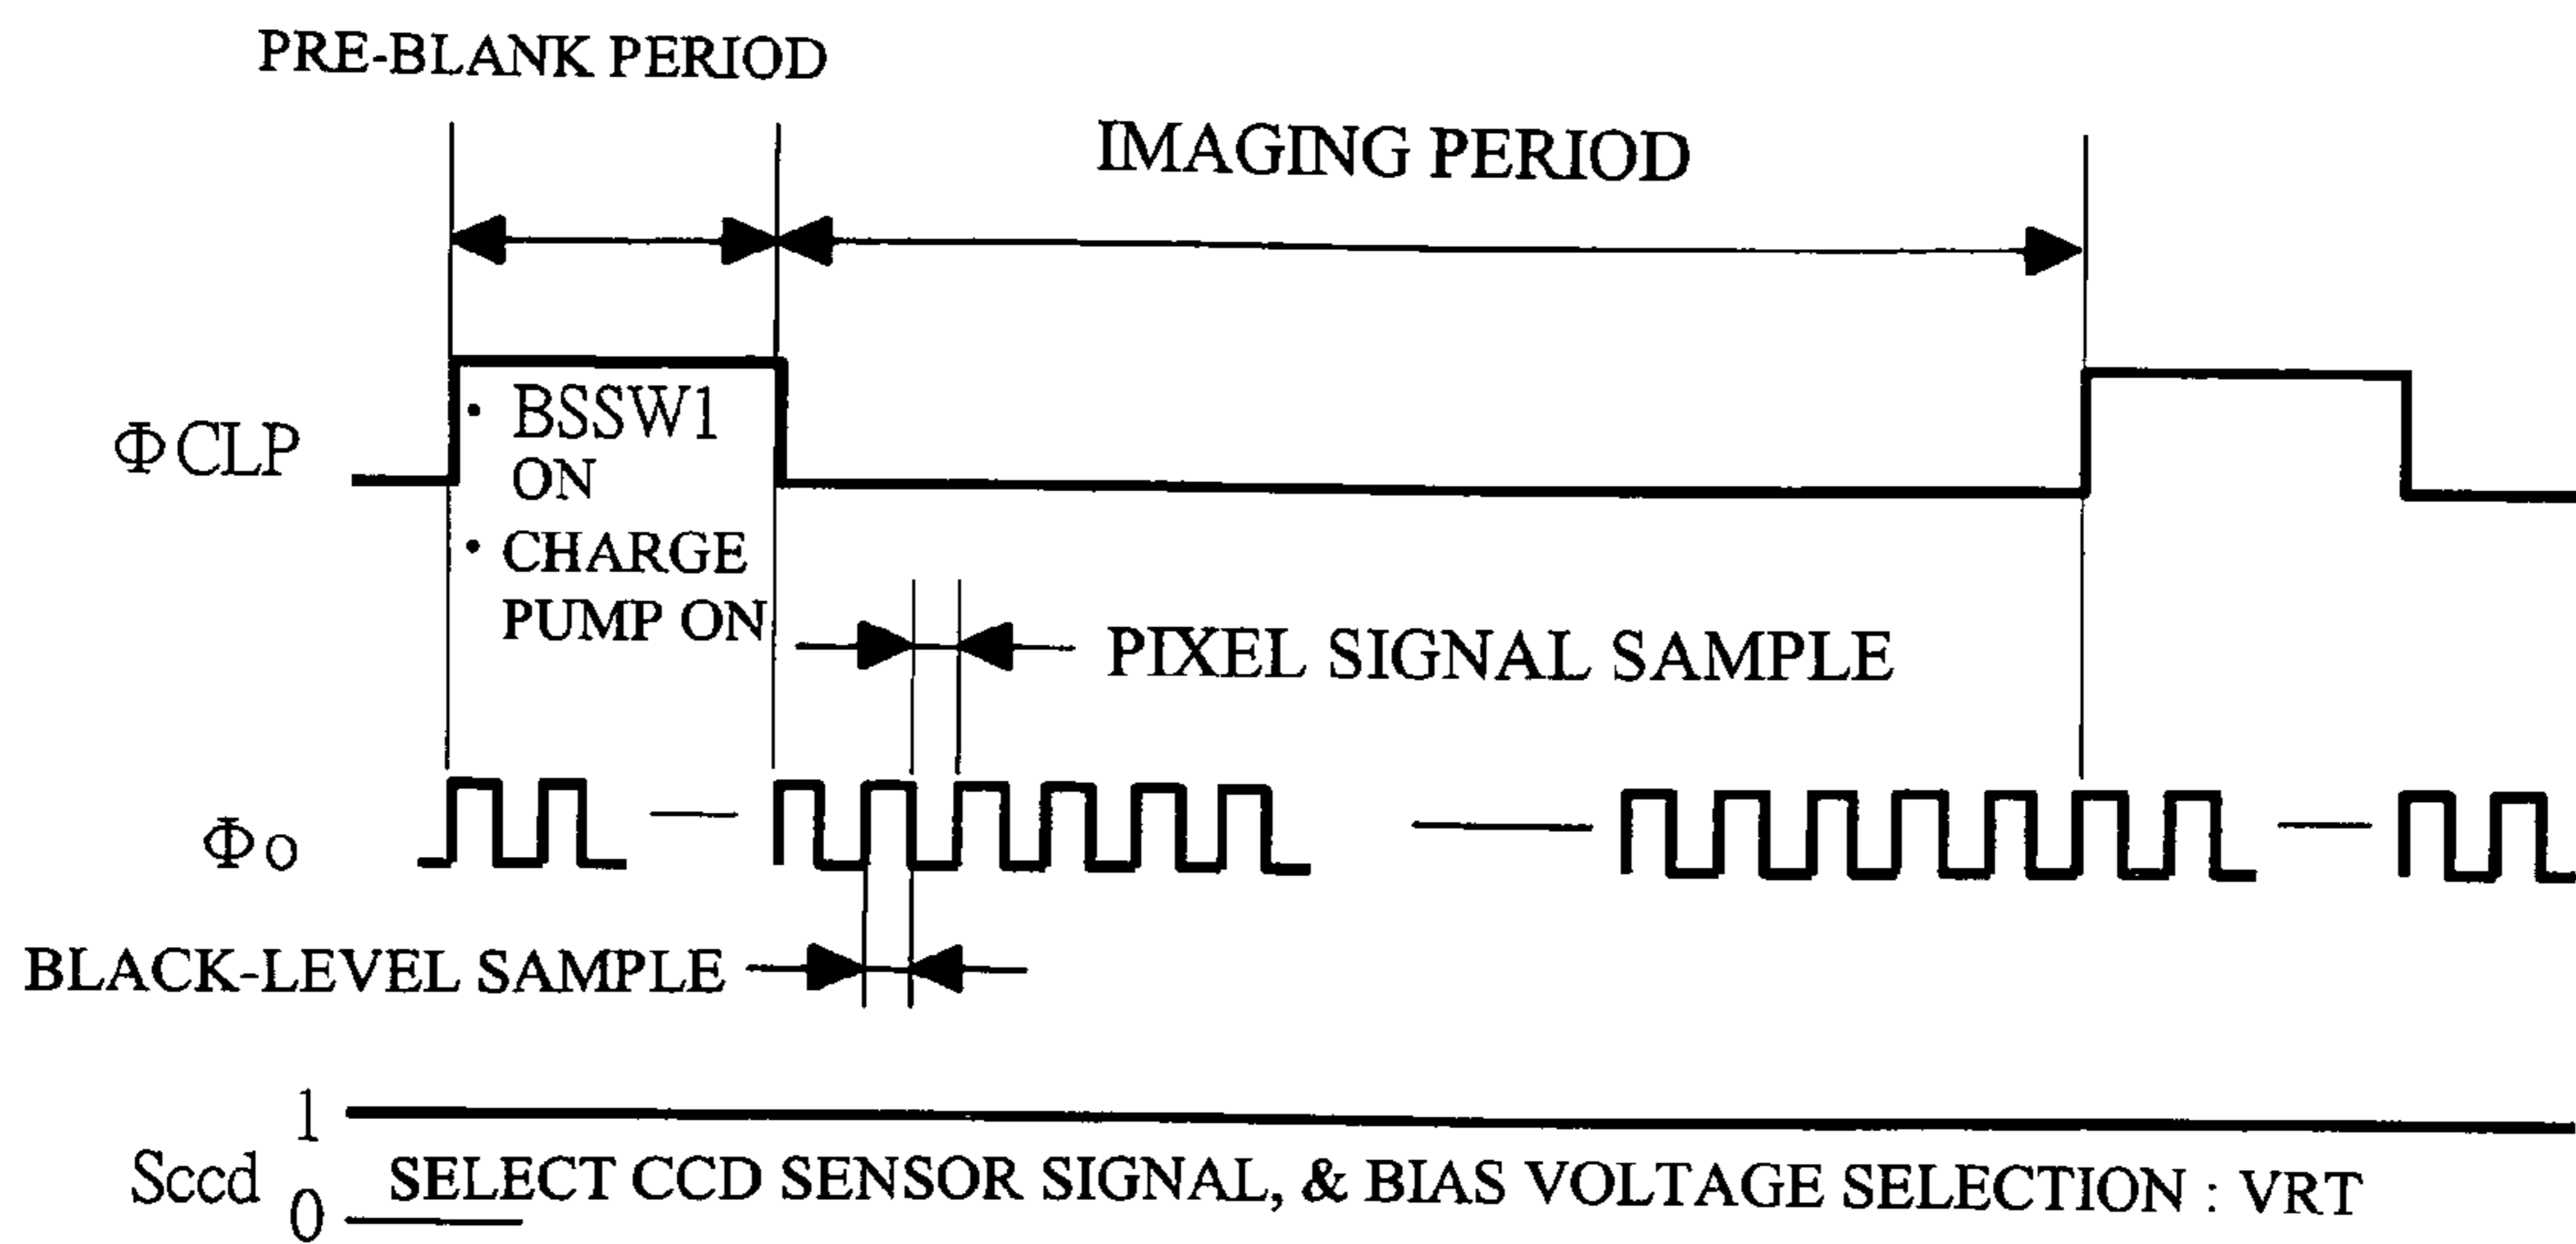 PRE-BLANK PERIOD
IMAGING PERIOD
ΦCLP
• BSSW1
ON
• CHARGE
PUMP ON
PIXEL SIGNAL SAMPLE
Φo
BLACK-LEVEL SAMPLE
1
Sccd
SELECT CCD SENSOR SIGNAL, & BIAS VOLTAGE SELECTION : VRT
0